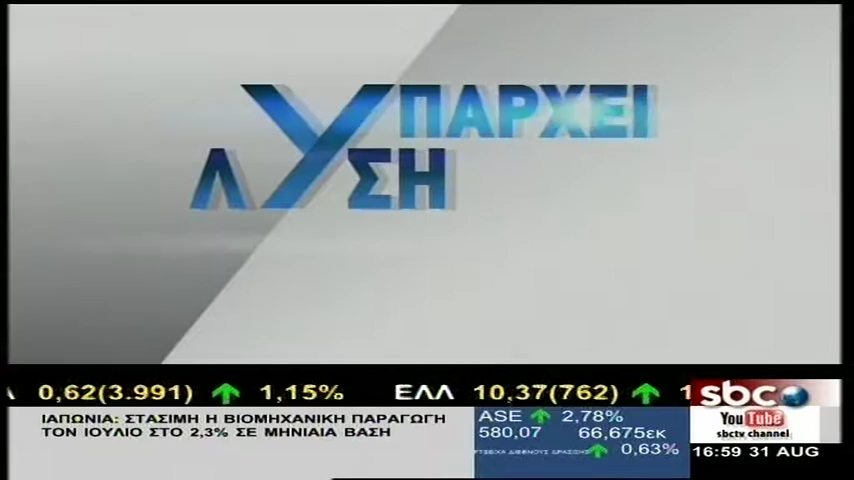 ΥΠΑΡΧΕΙ
ΛΥΣΗ
Α 0,62(3.991) 1,15% ΕΛΛ 10,37(762) 1
sbc
ΙΑΠΩΝΙΑ: ΣΤΑΣΙΜΗ Η ΒΙΟΜΗΧΑΝΙΚΗ ΠΑΡΑΓΩΓΗ
ΤΟΝ ΙΟΥΛΙΟ ΣΤΟ 2,3% ΣΕ ΜΗΝΙΑΙΑ ΒΑΣΗ
ASE 2,78%
580,07 66,675εκ
0,63%
YouTube
sbctv channel
16:59 31 AUG